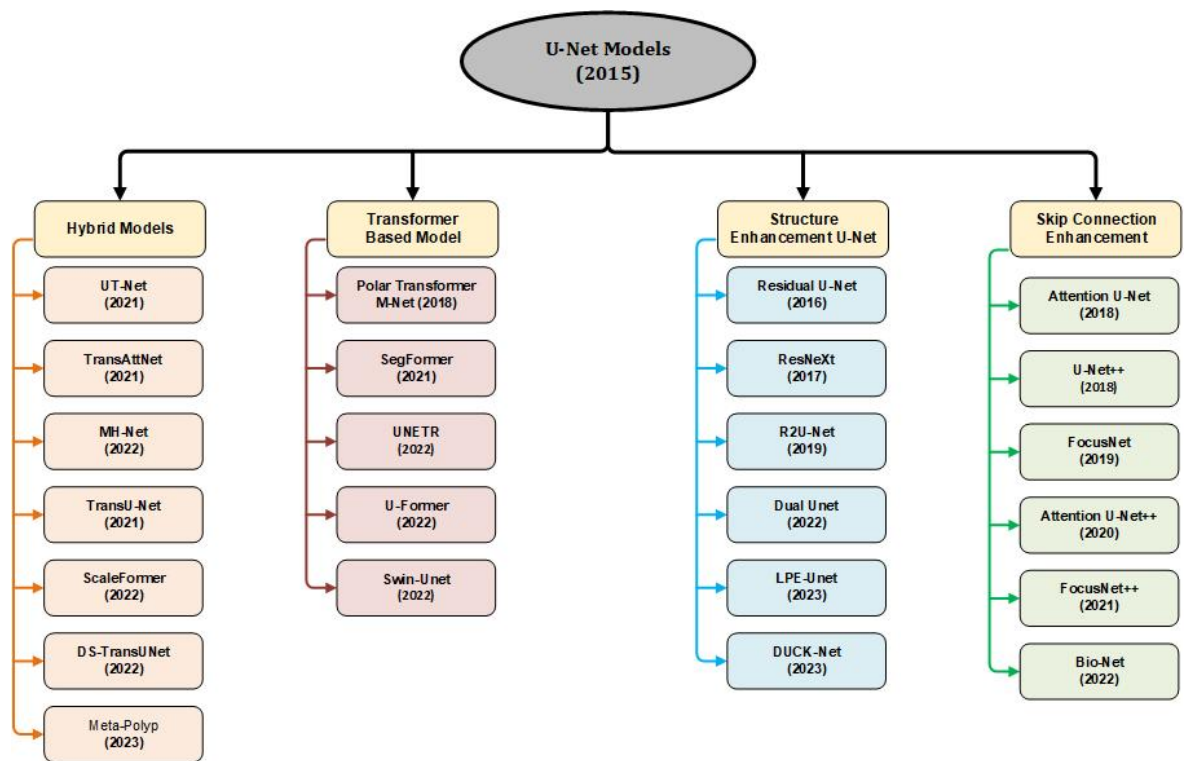 U-Net Models
(2015)
Hybrid Models
UT-Net
(2021)
TransAttNet
(2021)
MH-Net
(2022)
TransU-Net
(2021)
ScaleFormer
(2022)
DS-TransUNet
(2022)
Meta-Polyp
(2023)
Transformer
Based Model
Polar Transformer
M-Net (2018)
SegFormer
(2021)
UNETR
(2022)
U-Former
(2022)
Swin-Unet
(2022)
Structure
Enhancement U-Net
Residual U-Net
(2016)
ResNeXt
(2017)
R2U-Net
(2019)
Dual Unet
(2022)
LPE-Unet
(2023)
DUCK-Net
(2023)
Skip Connection
Enhancement
Attention U-Net
(2018)
U-Net++
(2018)
FocusNet
(2019)
Attention U-Net++
(2020)
FocusNet++
(2021)
Bio-Net
(2022)